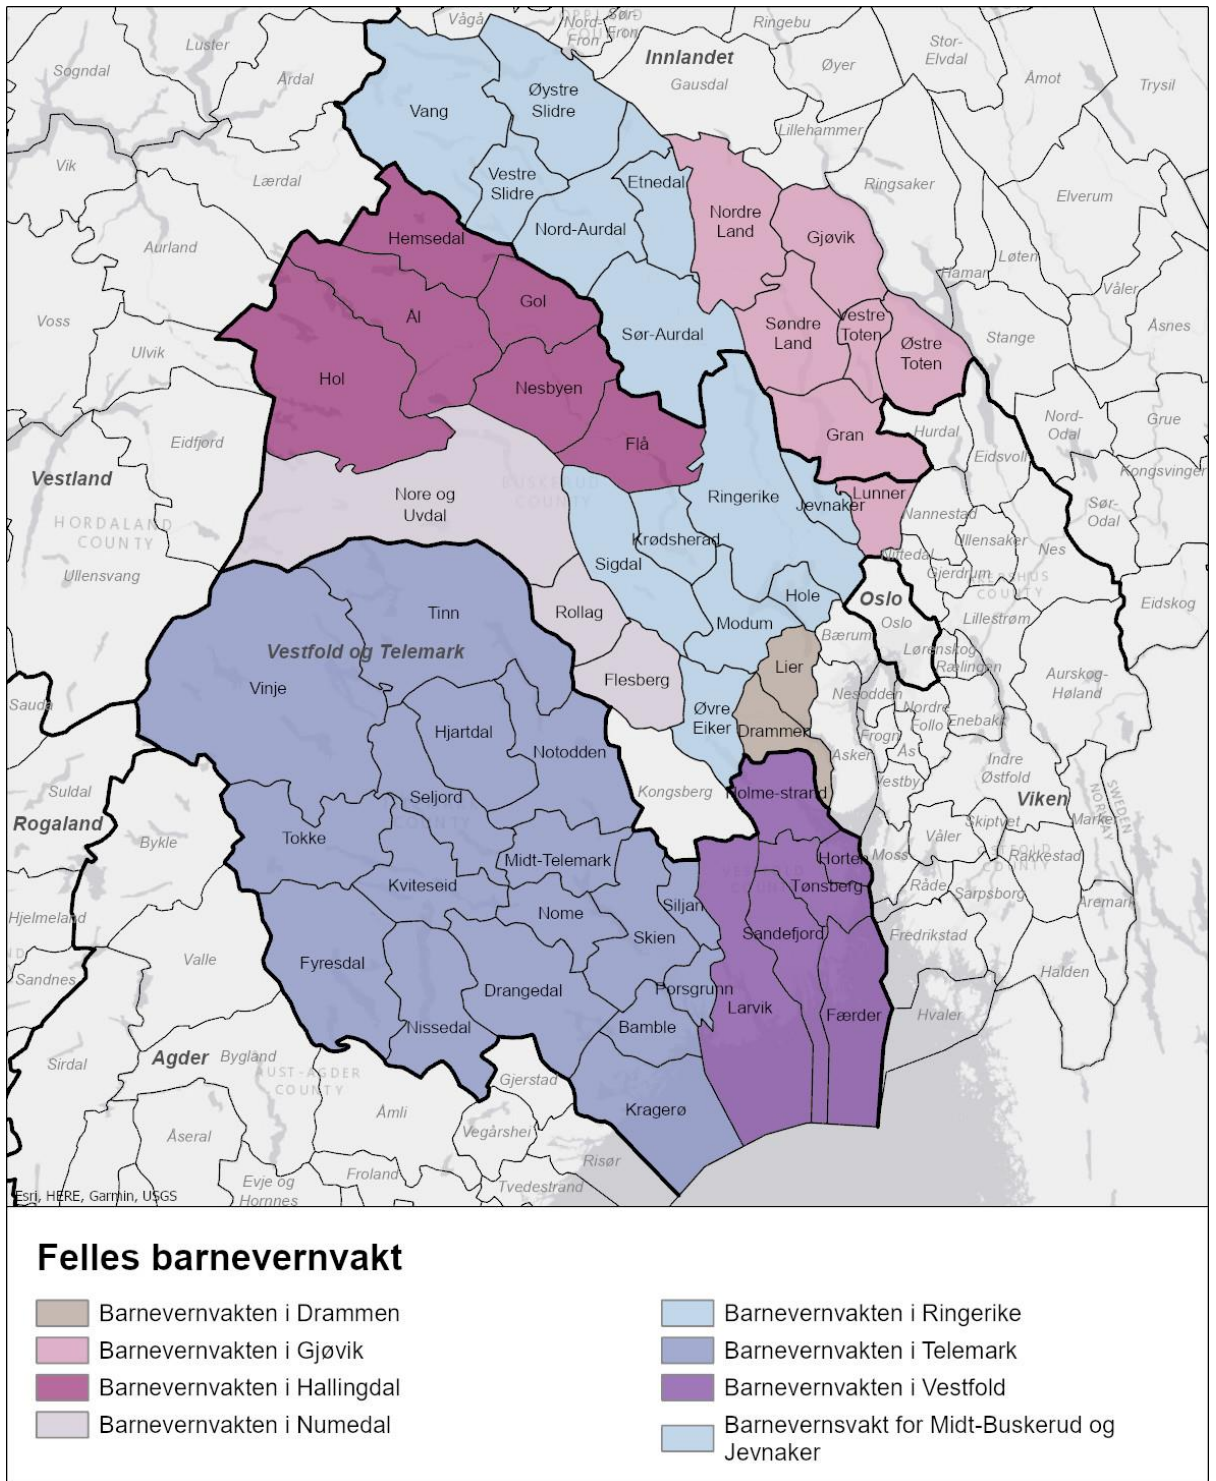 Vågå
Nord-
Fron
Sør-
Fron
Ringebu
Luster
Stor-
Elvdal
Innlandet
Sogndal
Årdal
Øyer
Åmot
Trysil
Gausdal
Øystre
Slidre
Vang
Lillehammer
Vik
Lærdal
Vestre
Slidre
Etnedal
Ringsaker
Elverum
Nordre
Land
Gjøvik
Nord-Aurdal
Hemsedal
Aurland
Løten
Hamar
Våler
Gol
Ål
Voss
Sør-Aurdal
Søndre
Land
Vestre
Toten
Østre
Toten
Stange
Åsnes
Ulvik
Hol
Nesbyen
Eidfjord
Flå
Gran
Hurdal
Nord-
Odal
Grue
Eidsvoll
Kongsvinger
Vestland
BUSKERUD
COUNTY
Nore og
Uvdal
Ringerike
Jevnaker
Lunner
Nannestad
Sør-
Odal
HORDALAND
COUNTY
Krødsherad
Ullensaker
Nes
Ullensvang
Sigdal
Nittedal
Gjerdrum
AKERSHUS
COUNTY
Hole
Oslo
Eidskog
Rollag
Tinn
Modum
Oslo
Lillestrøm
Bærum
Vestfold og Telemark
Lørenskog
Rælingen
Lier
Flesberg
Aurskog-
Høland
Vinje
Nesodden
Sauda
Nordre
Follo
Enebakk
Øvre
Eiker
Hjartdal
Drammen
Frogn
Ås
Notodden
Asker
Indre
Østfold
Vestby
Suldal
Kongsberg
Holme-strand
Seljord
Viken
SWEDEN
NORWAY
Rogaland
Bykle
Tokke
Skiptvet
Marker
Våler
Midt-Telemark
Horten
Moss
Rakkestad
Kviteseid
Tønsberg
Råde
Sarpsborg
Aremark
Hjelmeland
Nome
Siljan
Skien
Sandefjord
Fredrikstad
Valle
Fyresdal
Sandnes
Halden
Drangedal
Porsgrunn
Larvik
Færder
Hvaler
Nissedal
Bamble
Agder
Bygland
Sirdal
AUST-AGDER
COUNTY
Gjerstad
Kragerø
Åmli
Åseral
Vegårshei
Risør
Froland
Evje og
Hornnes
Tvedestrand
Esri, HERE, Garmin, USGS
Felles barnevernvakt
Barnevernvakten i Drammen
Barnevernvakten i Gjøvik
Barnevernvakten i Hallingdal
Barnevernvakten i Numedal
Barnevernvakten i Ringerike
Barnevernvakten i Telemark
Barnevernvakten i Vestfold
Barnevernsvakt for Midt-Buskerud og
Jevnaker